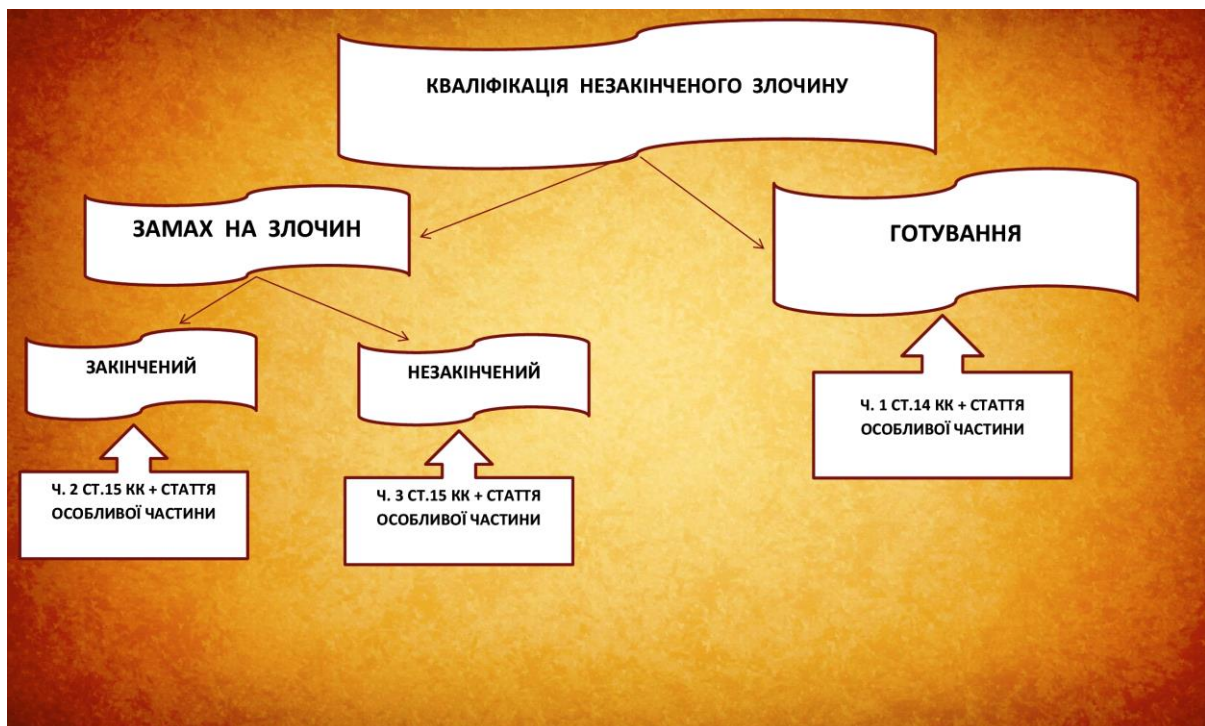 КВАЛІФІКАЦІЯ НЕЗАКІНЧЕНОГО ЗЛОЧИНУ
ЗАМАХ НА ЗЛОЧИН
ГОТУВАННЯ
ЗАКІНЧЕНИЙ
НЕЗАКІНЧЕНИЙ
Ч. 2 СТ.15 КК + СТАТТЯ
ОСОБЛИВОЇ ЧАСТИНИ
Ч. 3 СТ.15 КК + СТАТТЯ
ОСОБЛИВОЇ ЧАСТИНИ
Ч. 1 СТ.14 КК + СТАТТЯ
ОСОБЛИВОЇ ЧАСТИНИ